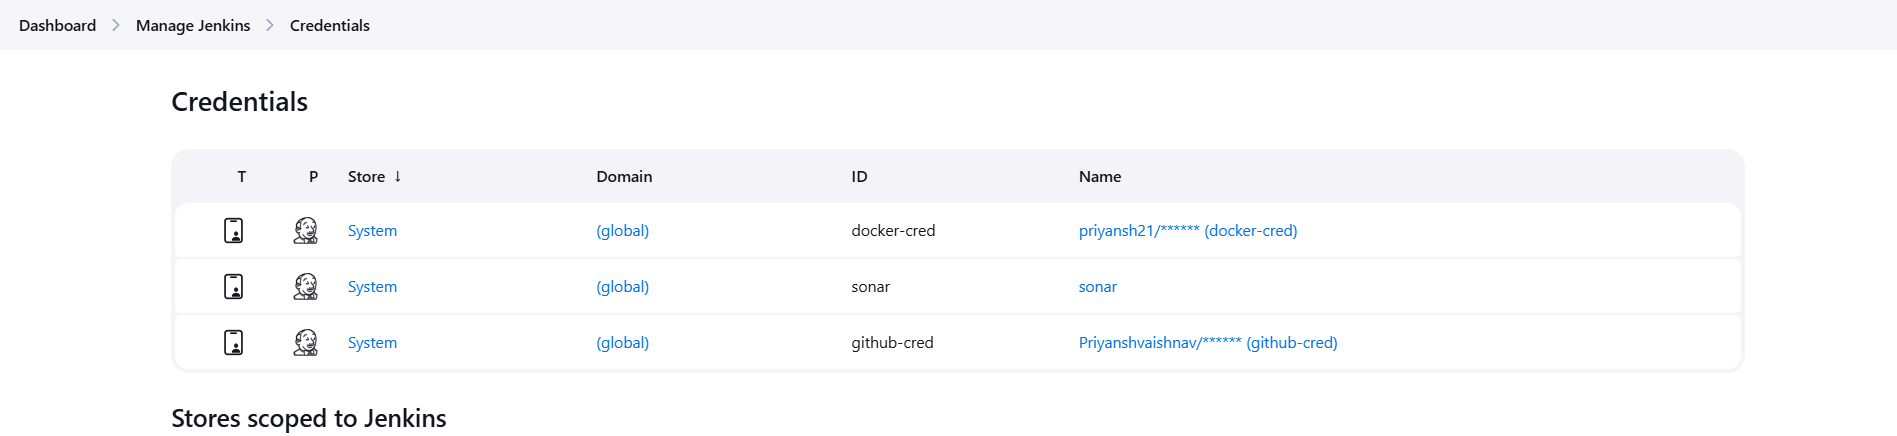 Dashboard > Manage Jenkins > Credentials
Credentials
T P Store ↓ Domain ID Name
System (global) docker-cred priyansh21/****** (docker-cred)
System (global) sonar sonar
System (global) github-cred Priyanshvaishnav/****** (github-cred)
Stores scoped to Jenkins